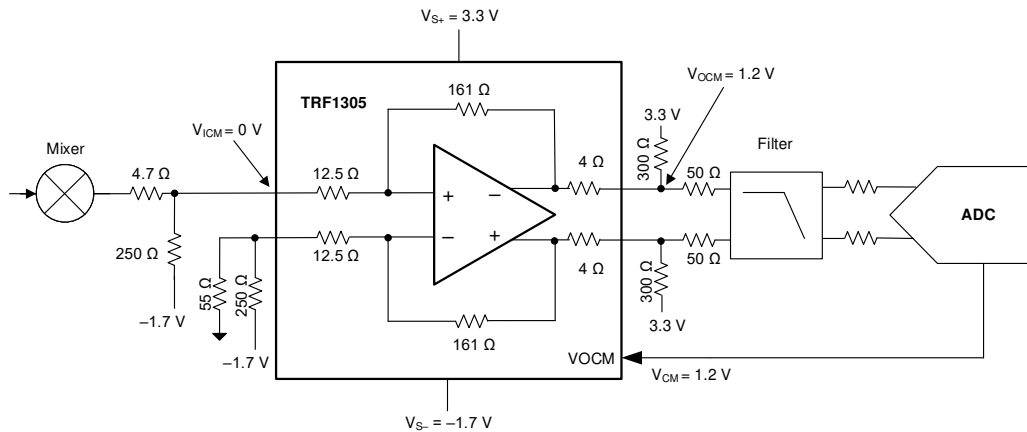 V_S+ = 3.3 V
TRF1305
161 Ω
V_OCM = 1.2 V
V_ICM = 0 V
3.3 V
Mixer
Filter
4.7 Ω
12.5 Ω
4 Ω
300 Ω
50 Ω
+
−
ADC
250 Ω
−
+
12.5 Ω
4 Ω
50 Ω
55 Ω
250 Ω
300 Ω
–1.7 V
3.3 V
–1.7 V
161 Ω
VOCM
V_CM = 1.2 V
V_S– = –1.7 V